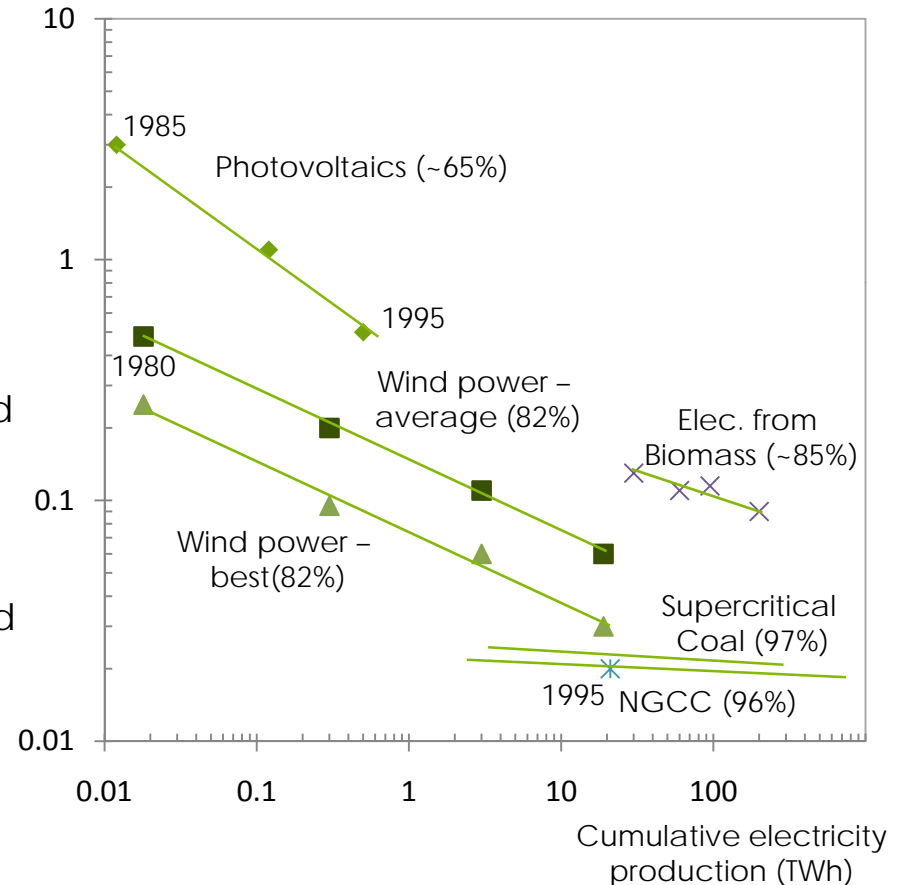 10
1
0.1
0.01
1985
Photovoltaics (~65%)
1995
1980
Wind power –
average (82%)
Elec. from
Biomass (~85%)
Wind power –
best(82%)
Supercritical
Coal (97%)
1995
NGCC (96%)
d
d
0.01 0.1 1 10 100
Cumulative electricity
production (TWh)